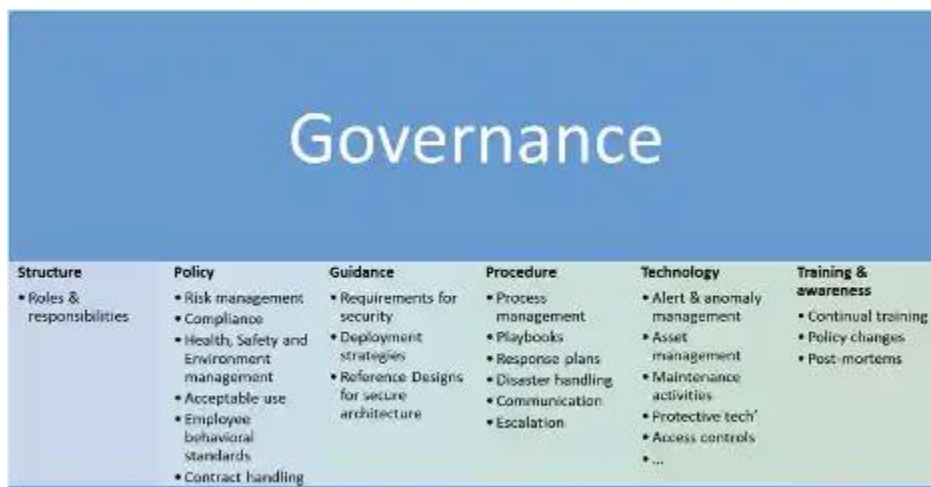 Governance
Structure
• Roles &
responsibilities
Policy
• Risk management
• Compliance
• Health, Safety and
Environment
management
• Acceptable use
• Employee
behavioral
standards
• Contract handling
Guidance
• Requirements for
security
• Deployment
strategies
• Reference Designs
for secure
architecture
Procedure
• Process
management
• Playbooks
• Response plans
• Disaster handling
• Communication
• Escalation
Technology
• Alert & anomaly
management
• Asset
management
• Maintenance
activities
• Protective tech'
• Access controls
• ...
Training &
awareness
• Continual training
• Policy changes
• Post-mortems